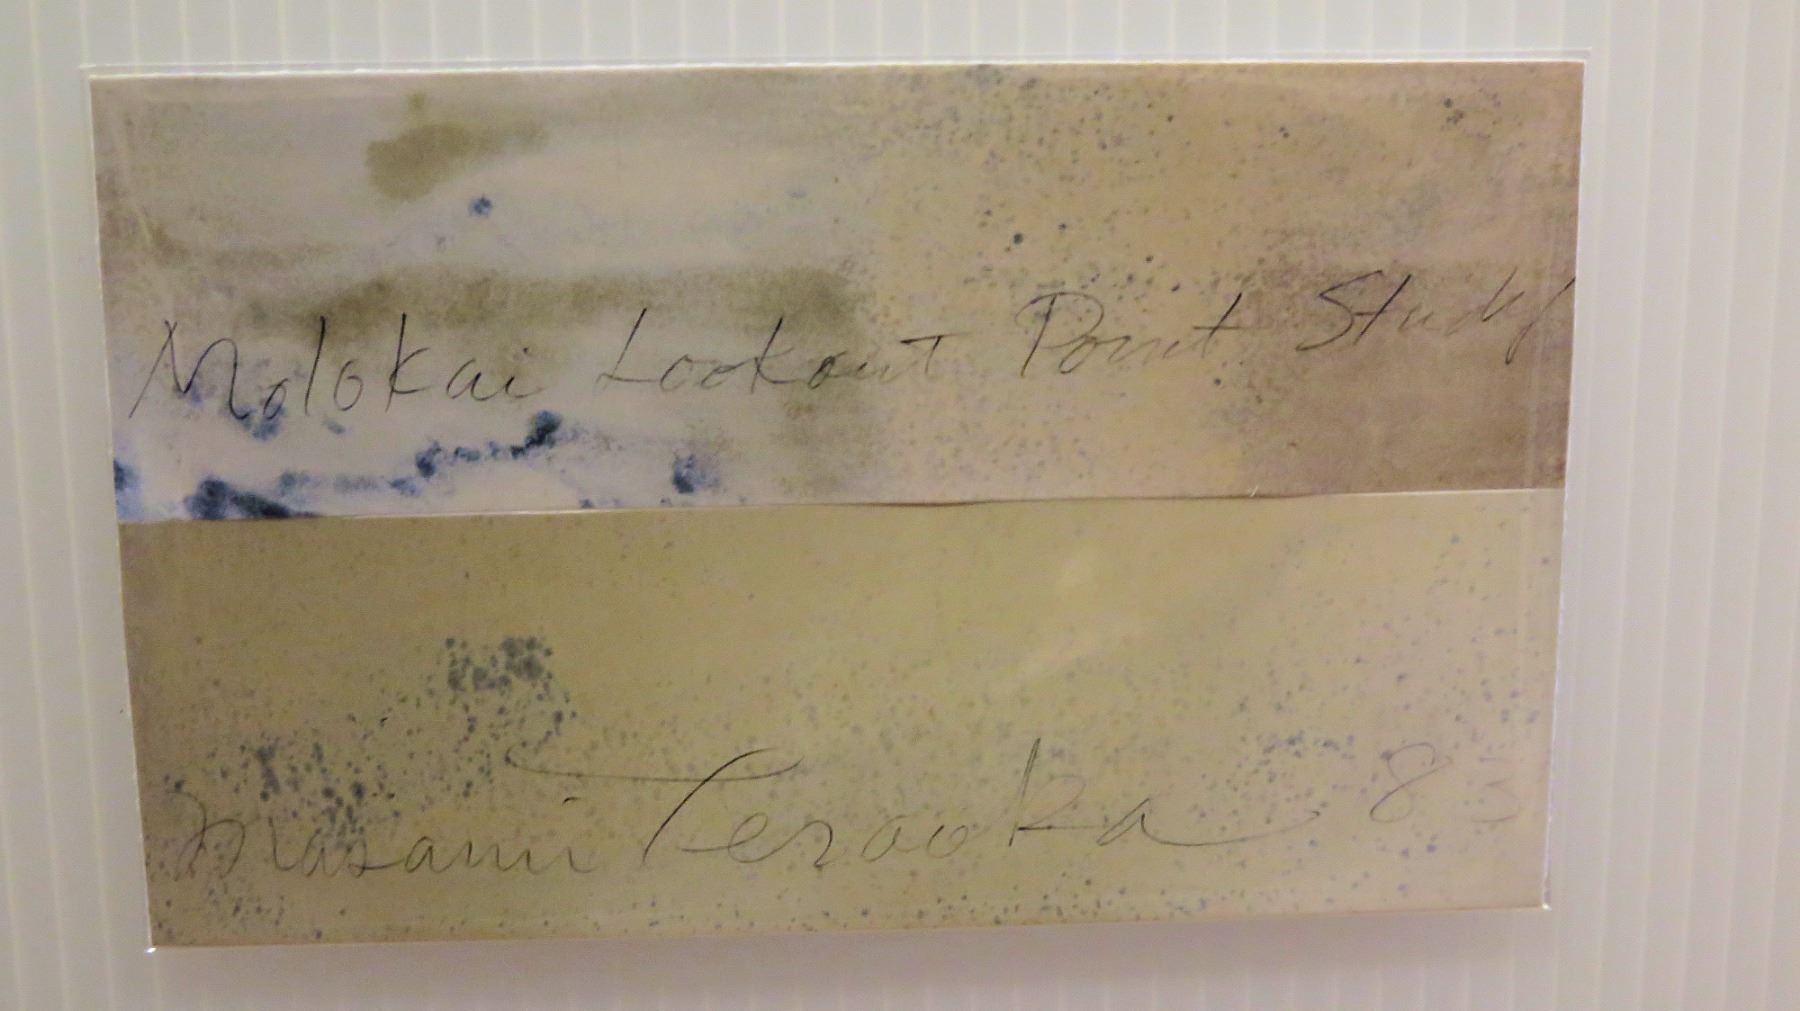 Molokai Lookout Point Study
Masami Teraoka 83